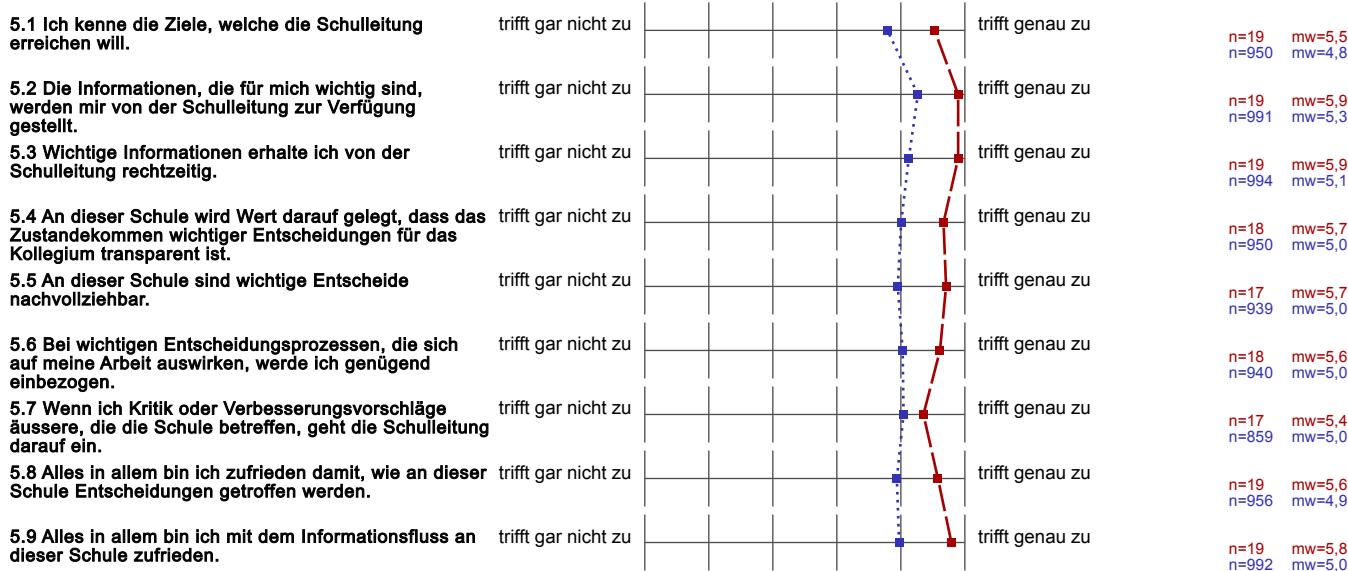 5.1 Ich kenne die Ziele, welche die Schulleitung
erreichen will.
trifft gar nicht zu
trifft genau zu
n=19 mw=5,5
n=950 mw=4,8
5.2 Die Informationen, die für mich wichtig sind,
werden mir von der Schulleitung zur Verfügung
gestellt.
trifft gar nicht zu
trifft genau zu
n=19 mw=5,9
n=991 mw=5,3
5.3 Wichtige Informationen erhalte ich von der
Schulleitung rechtzeitig.
trifft gar nicht zu
trifft genau zu
n=19 mw=5,9
n=994 mw=5,1
5.4 An dieser Schule wird Wert darauf gelegt, dass das
Zustandekommen wichtiger Entscheidungen für das
Kollegium transparent ist.
trifft gar nicht zu
trifft genau zu
n=18 mw=5,7
n=950 mw=5,0
5.5 An dieser Schule sind wichtige Entscheide
nachvollziehbar.
trifft gar nicht zu
trifft genau zu
n=17 mw=5,7
n=939 mw=5,0
5.6 Bei wichtigen Entscheidungsprozessen, die sich
auf meine Arbeit auswirken, werde ich genügend
einbezogen.
trifft gar nicht zu
trifft genau zu
n=18 mw=5,6
n=940 mw=5,0
5.7 Wenn ich Kritik oder Verbesserungsvorschläge
äussere, die die Schule betreffen, geht die Schulleitung
darauf ein.
trifft gar nicht zu
trifft genau zu
n=17 mw=5,4
n=859 mw=5,0
5.8 Alles in allem bin ich zufrieden damit, wie an dieser
Schule Entscheidungen getroffen werden.
trifft gar nicht zu
trifft genau zu
n=19 mw=5,6
n=956 mw=4,9
5.9 Alles in allem bin ich mit dem Informationsfluss an
dieser Schule zufrieden.
trifft gar nicht zu
trifft genau zu
n=19 mw=5,8
n=992 mw=5,0